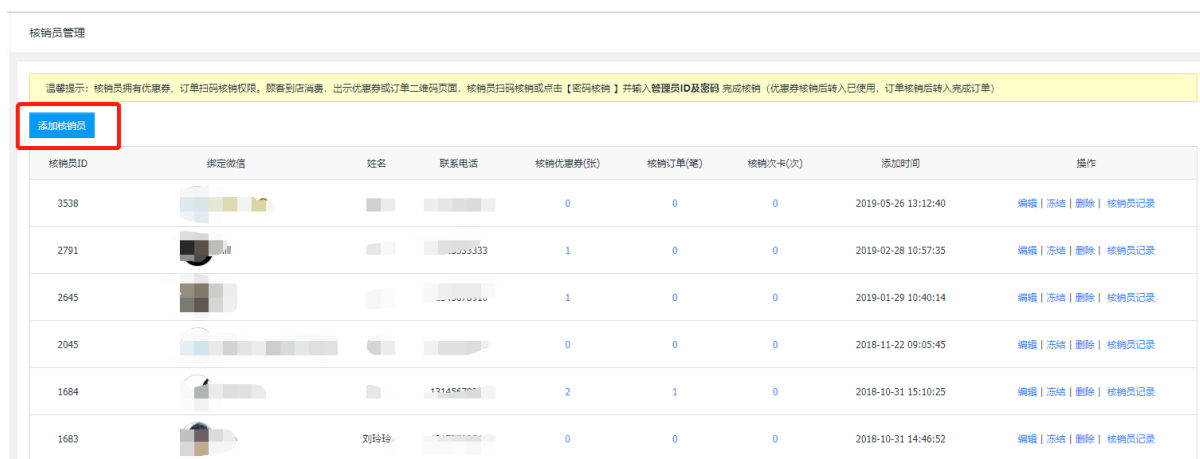 核销员管理
温馨提示：核销员拥有优惠券、订单扫码核销权限。顾客到店消费，出示优惠券或订单二维码页面，核销员扫码核销或点击【密码核销 】并输入管理员ID及密码 完成核销（优惠券核销后转入已使用，订单核销后转入完成订单）
添加核销员
核销员ID 绑定微信 姓名 联系电话 核销优惠券(张) 核销订单(笔) 核销次卡(次) 添加时间 操作
3538 0 0 0 2019-05-26 13:12:40 编辑 | 冻结 | 删除 | 核销员记录
2791 1 0 0 2019-02-28 10:57:35 编辑 | 冻结 | 删除 | 核销员记录
2645 1 0 0 2019-01-29 10:40:14 编辑 | 冻结 | 删除 | 核销员记录
2045 0 0 0 2018-11-22 09:05:45 编辑 | 冻结 | 删除 | 核销员记录
1684 2 1 0 2018-10-31 15:10:25 编辑 | 冻结 | 删除 | 核销员记录
1683 刘玲玲 0 0 0 2018-10-31 14:46:52 编辑 | 冻结 | 删除 | 核销员记录